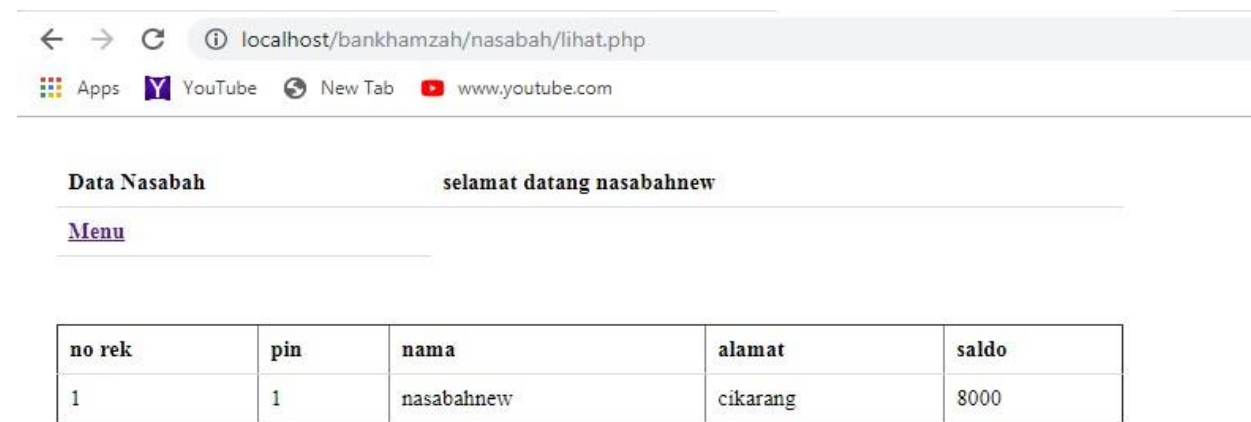 localhost/bankhamzah/nasabah/lihat.php
Apps YouTube New Tab www.youtube.com
Data Nasabah selamat datang nasabahnew
Menu
no rek pin nama alamat saldo
1 1 nasabahnew cikarang 8000